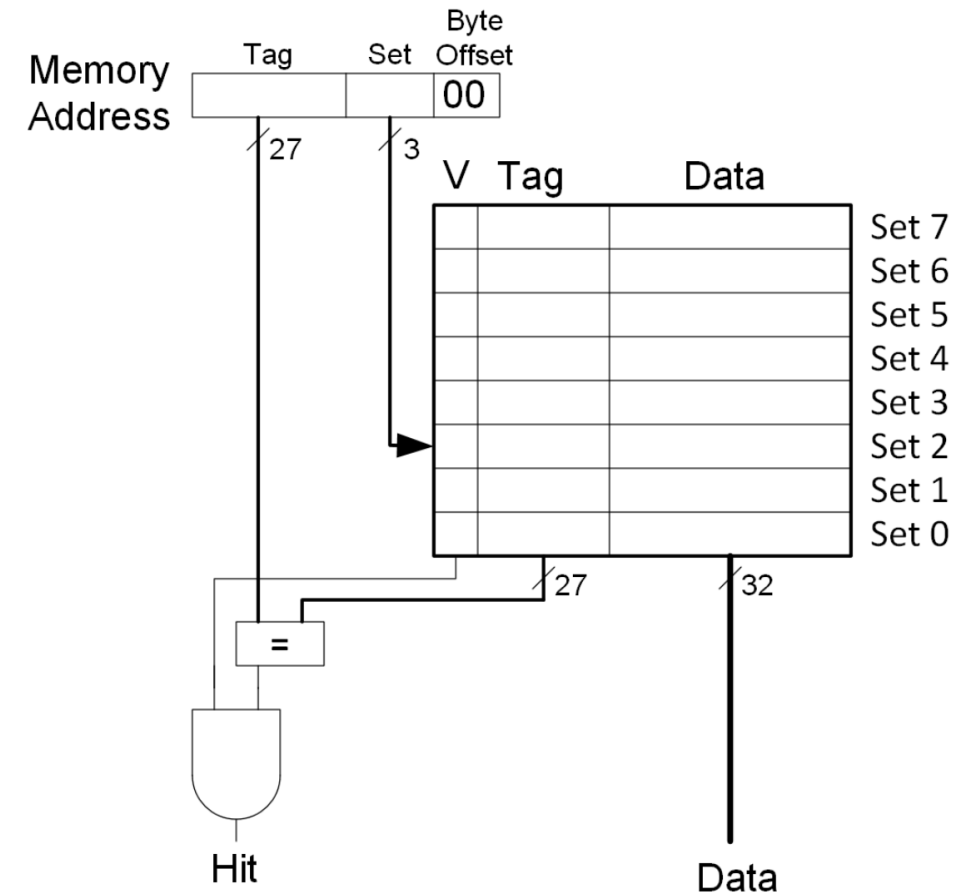 Byte
Tag Set Offset
Memory
Address
00
27 3
V Tag Data
Set 7
Set 6
Set 5
Set 4
Set 3
Set 2
Set 1
Set 0
27 32
=
Hit
Data